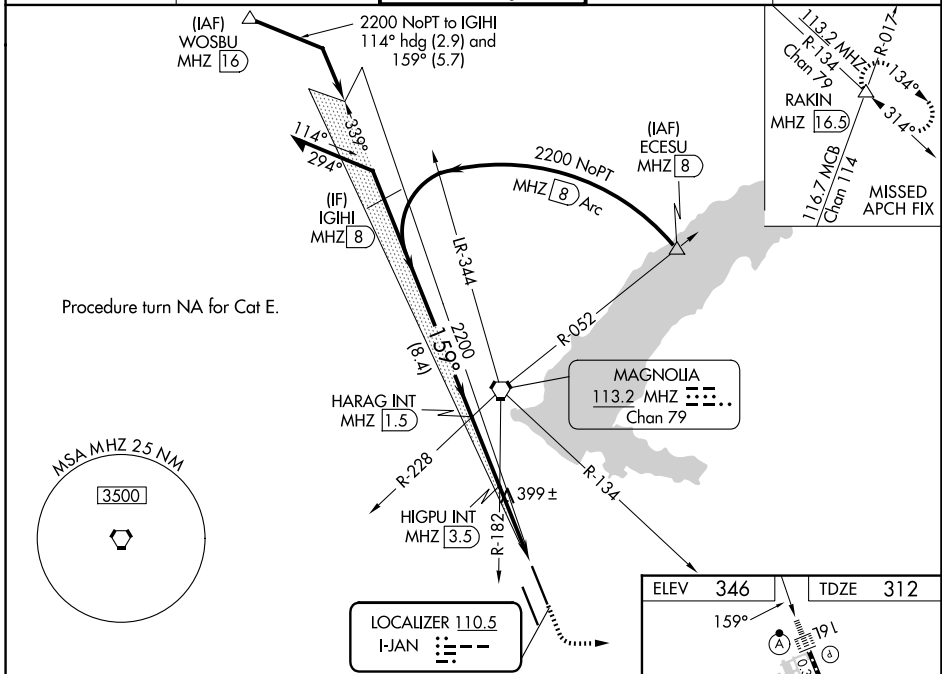 (IAF)
WOSBU
MHZ 16
2200 NoPT to IGIHI
114° hdg (2.9) and
159° (5.7)
113.2 MHZ
R-134
Chan 79
R-017
134°
314°
RAKIN
MHZ 16.5
116.7 MCB
Chan 114
MISSED
APCH FIX
339°
114°
294°
(IF)
IGIHI
MHZ 8
2200 NoPT
MHZ 8 Arc
(IAF)
ECESU
MHZ 8
LR-344
R-052
Procedure turn NA for Cat E.
2200
159°
(8.4)
MAGNOLIA
113.2 MHZ
Chan 79
HARAG INT
MHZ 1.5
R-228
R-134
HIGPU INT
MHZ 3.5
399 ±
R-182
MSA MHZ 25 NM
3500
LOCALIZER 110.5
I-JAN
ELEV 346
TDZE 312
159°
A
16L
P